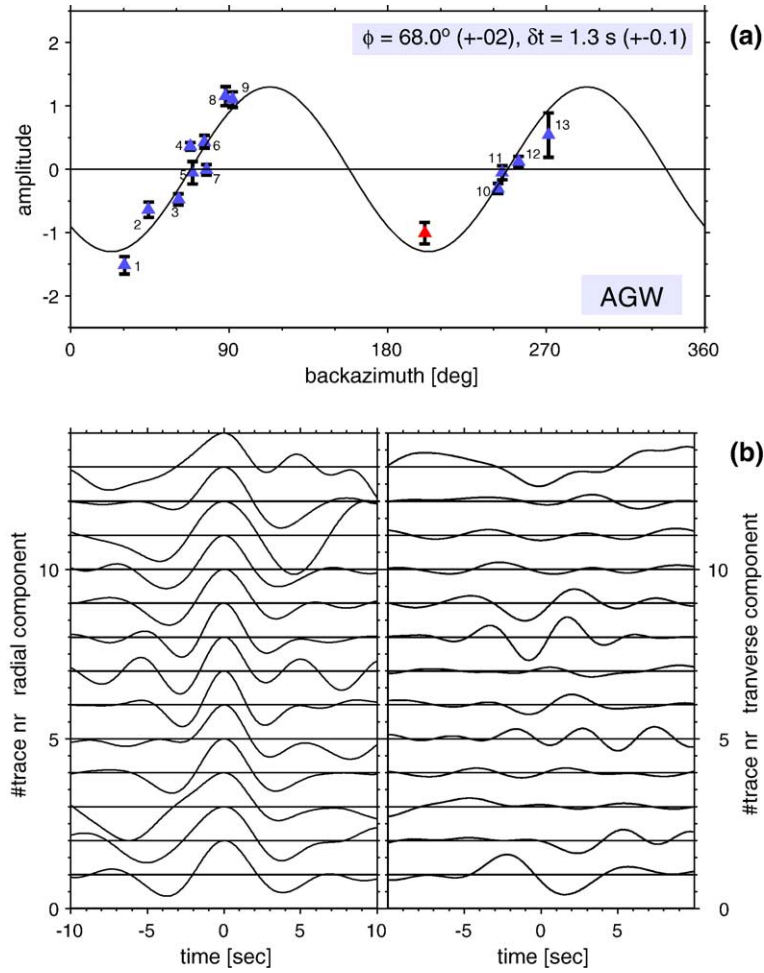 (a)
ϕ = 68.0° (+-02), δt = 1.3 s (+-0.1)
amplitude
2
1
0
-1
-2
1
2
3
4
5
6
7
8
9
10
11
12
13
AGW
0 90 180 270 360
backazimuth [deg]
(b)
#trace nr radial component
10
5
0
-10 -5 0 5 10
time [sec]
-5 0 5
time [sec]
10
5
0
#trace nr tranverse component